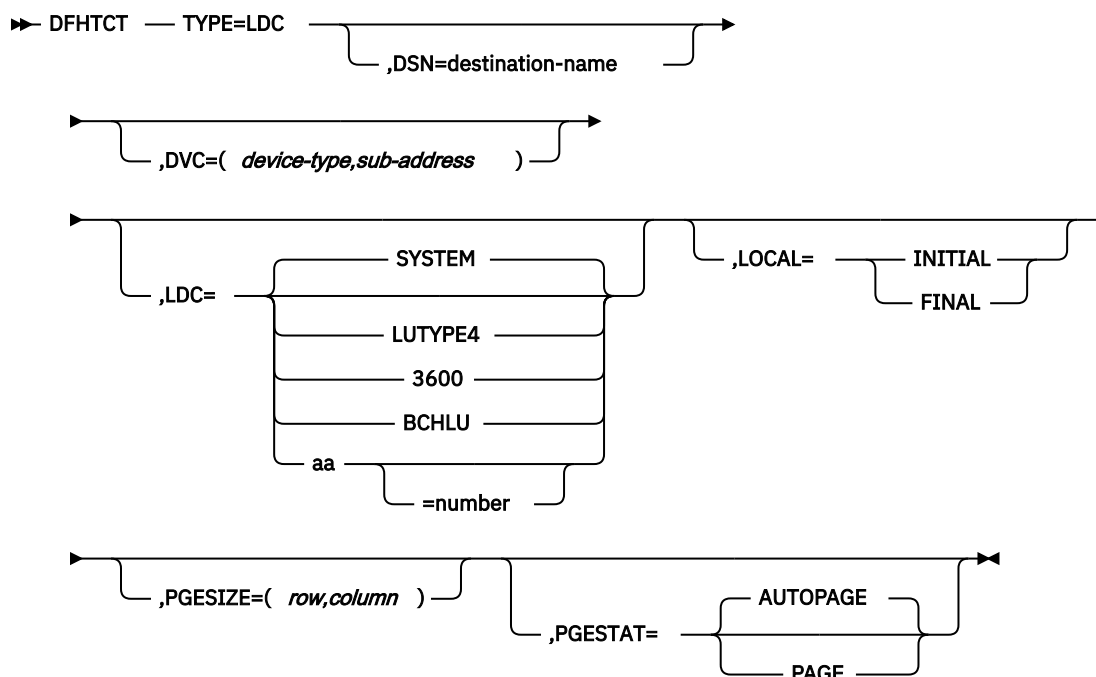 DFHTCT TYPE=LDC
,DSN=destination-name
,DVC=( device-type,sub-address )
,LDC=
SYSTEM
LUTYPE4
3600
BCHLU
aa
=number
,LOCAL=
INITIAL
FINAL
,PGESIZE=( row,column )
,PGESTAT=
AUTOPAGE
PAGE